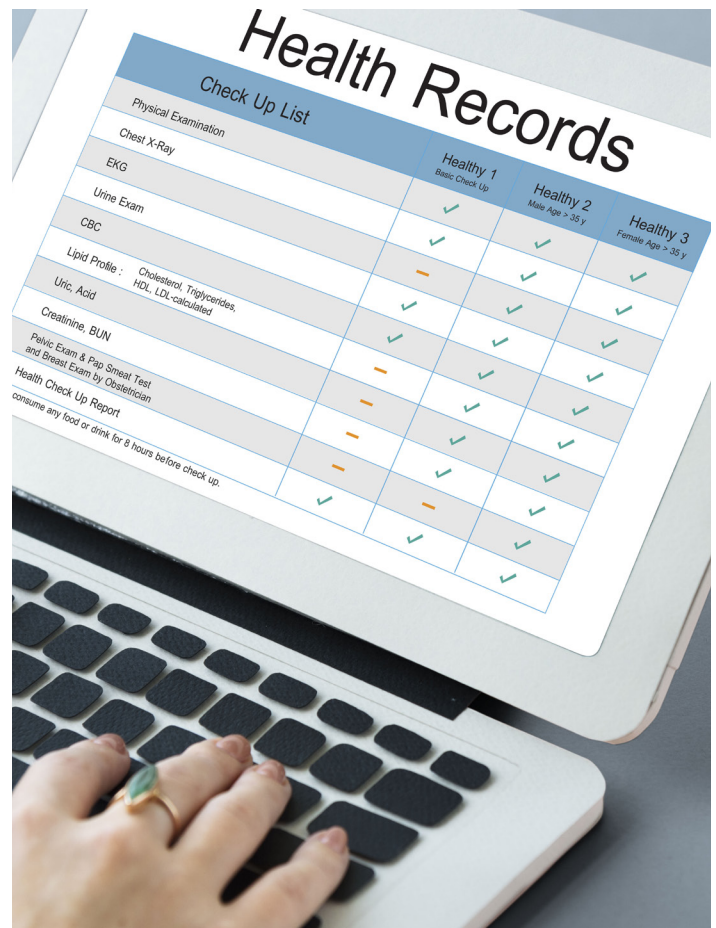 Health Records
Check Up List
Healthy 1
Basic Check Up
Healthy 2
Male Age > 35 y
Healthy 3
Female Age > 35 y
Physical Examination
Chest X-Ray
EKG
Urine Exam
CBC
Lipid Profile : Cholesterol, Triglycerides,
HDL, LDL-calculated
Uric, Acid
Creatinine, BUN
Pelvic Exam & Pap Smeat Test
and Breast Exam by Obstetrician
Health Check Up Report
consume any food or drink for 8 hours before check up.